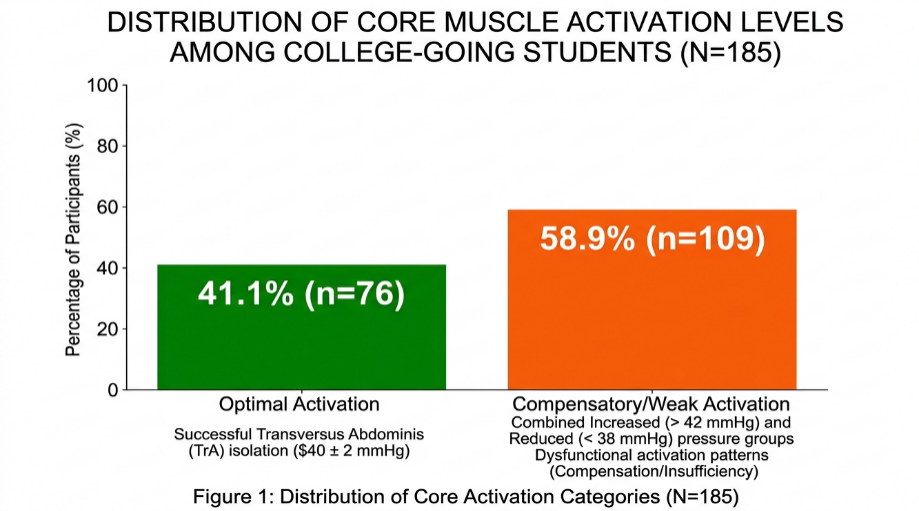 DISTRIBUTION OF CORE MUSCLE ACTIVATION LEVELS
AMONG COLLEGE-GOING STUDENTS (N=185)
Percentage of Participants (%)
100
80
60
40
20
0
41.1% (n=76)
58.9% (n=109)
Optimal Activation
Successful Transversus Abdominis
(TrA) isolation ($40 ± 2 mmHg)
Compensatory/Weak Activation
Combined Increased (> 42 mmHg) and
Reduced (< 38 mmHg) pressure groups
Dysfunctional activation patterns
(Compensation/Insufficiency)
Figure 1: Distribution of Core Activation Categories (N=185)